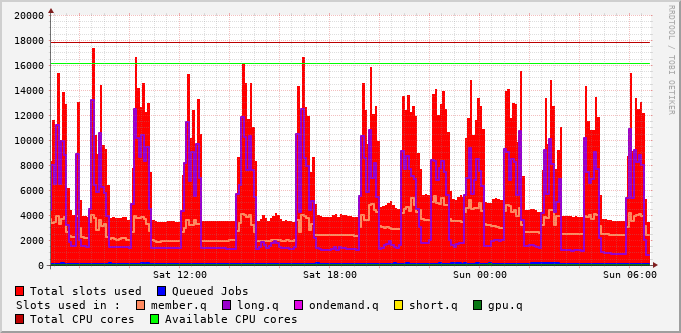 20000
18000
16000
14000
12000
10000
8000
6000
4000
2000
0
Sat 12:00 Sat 18:00 Sun 00:00 Sun 06:00
RRDTOOL / TOBI OETIKER
Total slots used Queued Jobs
Slots used in : member.q long.q ondemand.q short.q gpu.q
Total CPU cores Available CPU cores